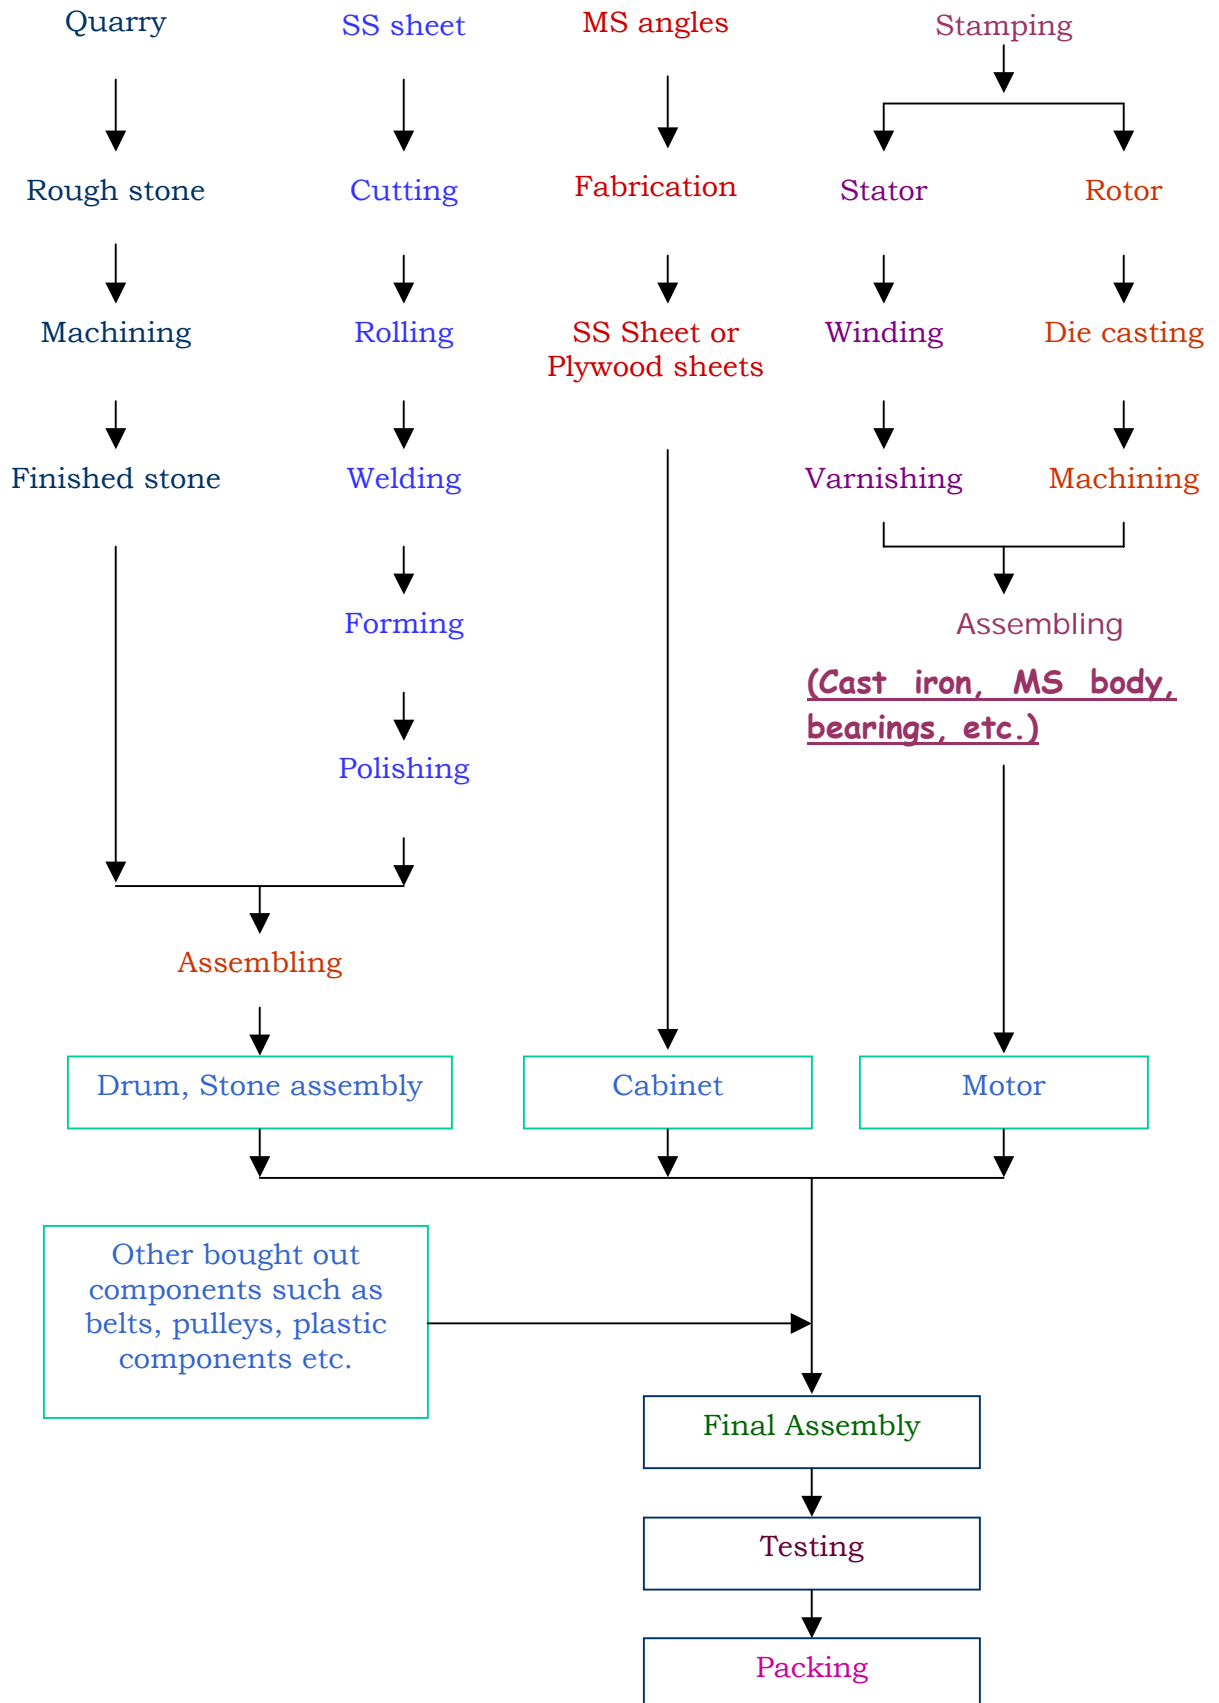 Quarry
SS sheet
MS angles
Stamping
Rough stone
Cutting
Fabrication
Stator
Rotor
Machining
Rolling
SS Sheet or
Plywood sheets
Winding
Die casting
Finished stone
Welding
Varnishing
Machining
Forming
Assembling
(Cast iron, MS body,
bearings, etc.)
Polishing
Assembling
Drum, Stone assembly
Cabinet
Motor
Other bought out
components such as
belts, pulleys, plastic
components etc.
Final Assembly
Testing
Packing